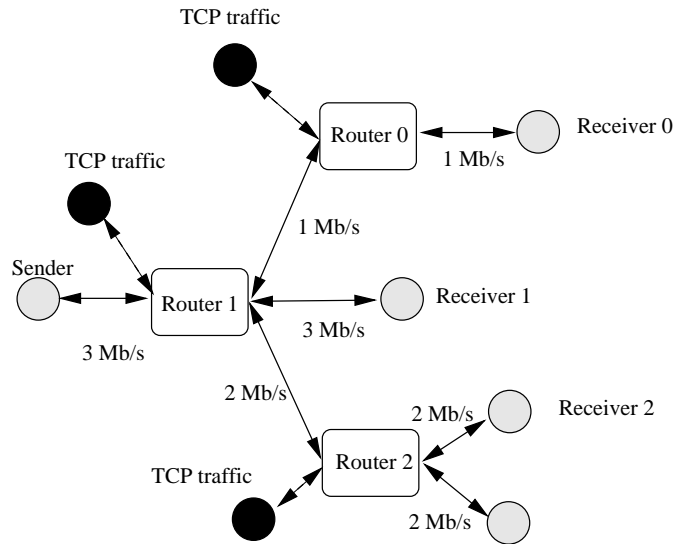 TCP traffic
Router 0
Receiver 0
1 Mb/s
TCP traffic
1 Mb/s
Sender
Router 1
Receiver 1
3 Mb/s
3 Mb/s
2 Mb/s
2 Mb/s
Receiver 2
TCP traffic
Router 2
2 Mb/s